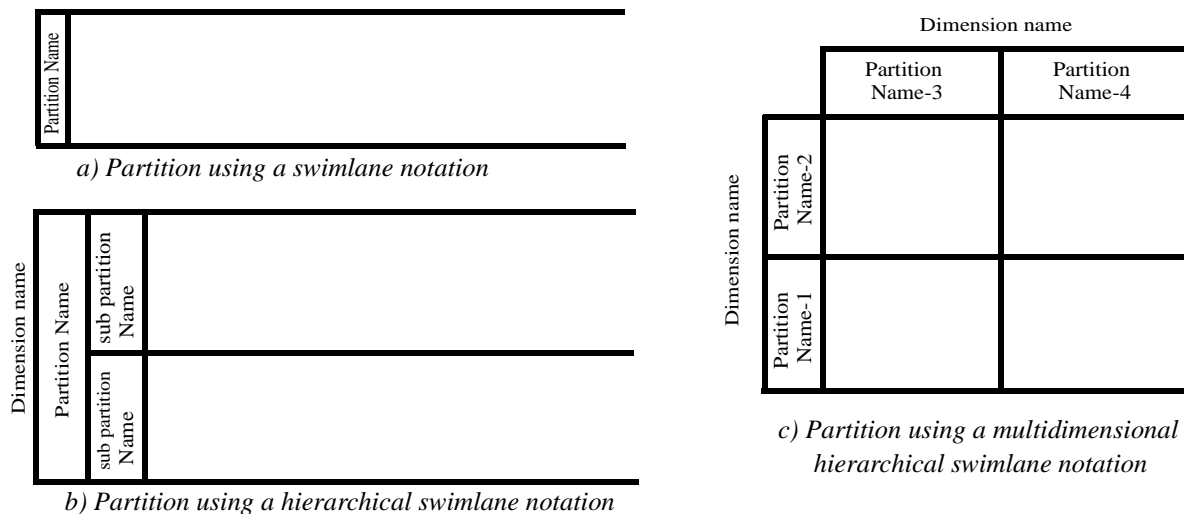 Partition Name
a) Partition using a swimlane notation
Dimension name
Partition Name
sub partition
Name
sub partition
Name
b) Partition using a hierarchical swimlane notation
Dimension name
Partition
Name-3
Partition
Name-4
Dimension name
Partition
Name-2
Partition
Name-1
c) Partition using a multidimensional
hierarchical swimlane notation